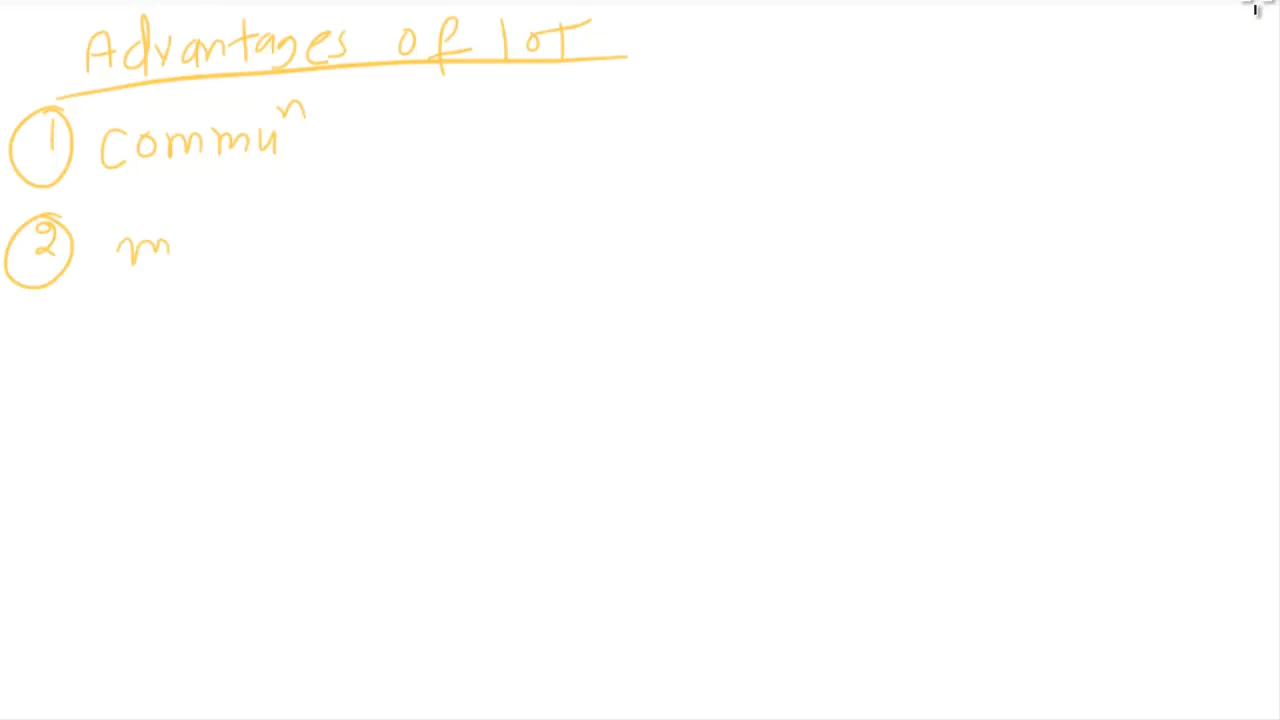 Advantages of IoT
① Commuⁿ
② m